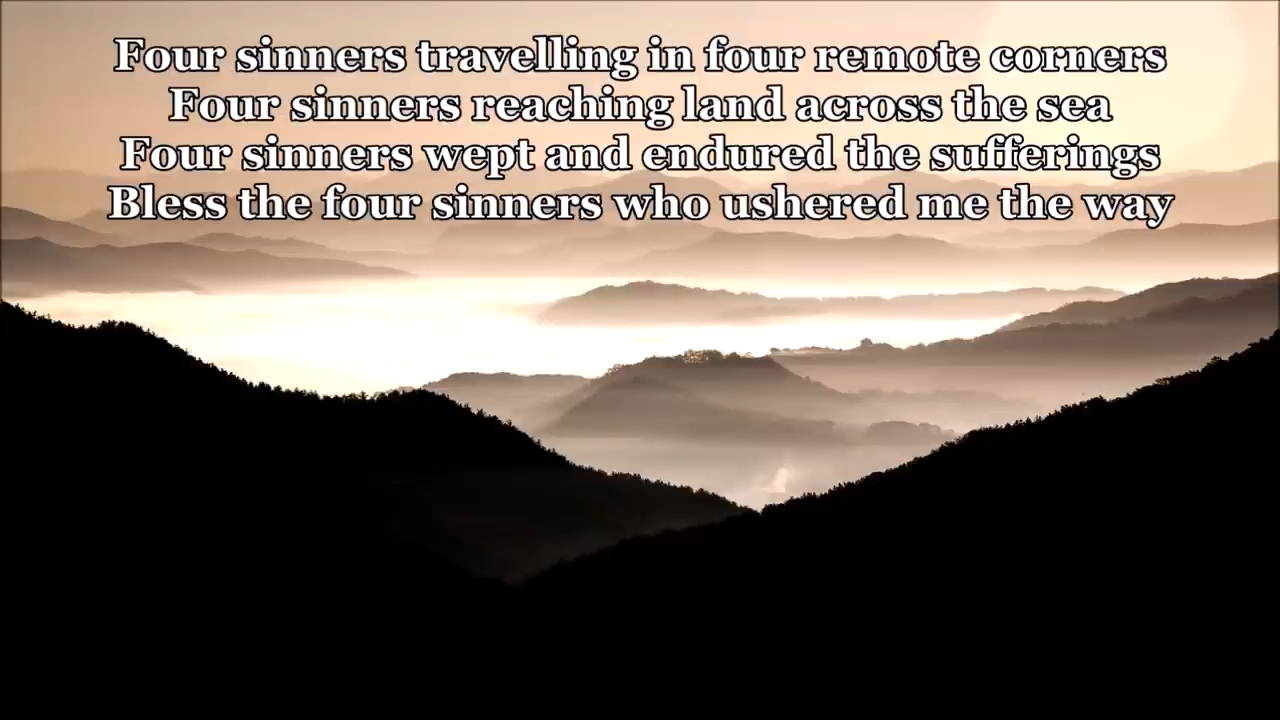 Four sinners travelling in four remote corners
Four sinners reaching land across the sea
Four sinners wept and endured the sufferings
Bless the four sinners who ushered me the way